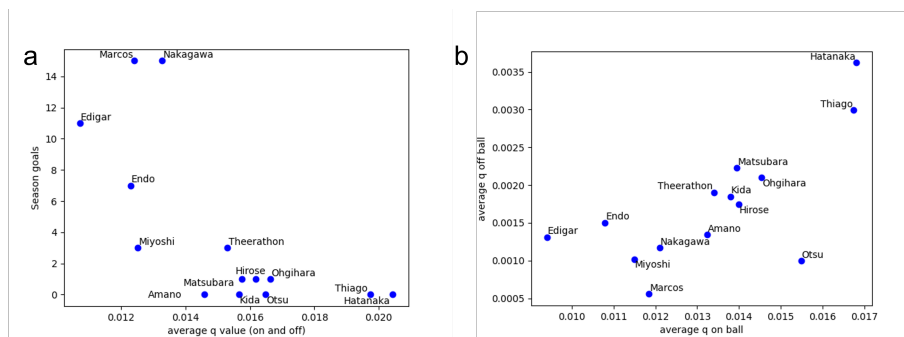 a
Marcos Nakagawa
Edigar
Endo
Miyoshi
Theerathon
Matsubara
Hirose
Ohgihara
Amano
Kida
Otsu
Thiago
Hatanaka
14
12
10
8
6
4
2
0
Season goals
0.012 0.014 0.016 0.018 0.020
average q value (on and off)
b
Hatanaka
Thiago
Matsubara
Theerathon
Kida
Ohgihara
Hirose
Endo
Edigar
Amano
Nakagawa
Miyoshi
Otsu
Marcos
0.0035
0.0030
0.0025
0.0020
0.0015
0.0010
0.0005
average q off ball
0.010 0.011 0.012 0.013 0.014 0.015 0.016 0.017
average q on ball